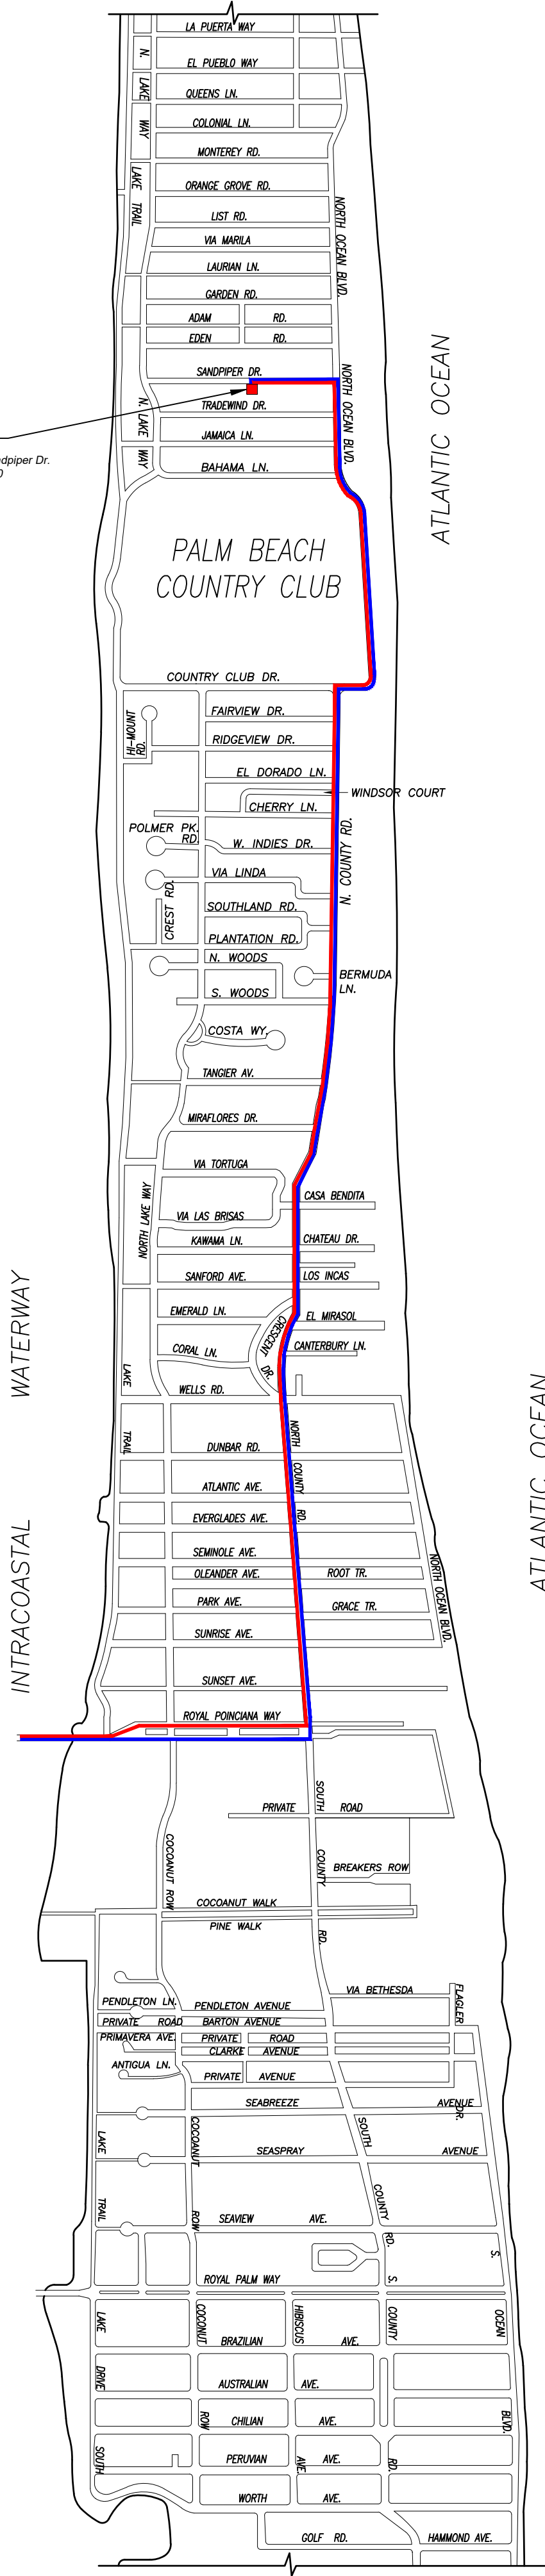 LA PUERTA WAY
EL PUEBLO WAY
N. LAKE WAY
QUEENS LN.
COLONIAL LN.
MONTEREY RD.
LAKE TRAIL
ORANGE GROVE RD.
NORTH OCEAN BLVD.
LIST RD.
VIA MARILA
LAURIAN LN.
GARDEN RD.
ADAM RD.
EDEN RD.
ATLANTIC OCEAN
SANDPIPER DR.
NORTH OCEAN BLVD.
N. LAKE WAY
TRADEWIND DR.
JAMAICA LN.
dpiper Dr.
BAHAMA LN.
PALM BEACH
COUNTRY CLUB
COUNTRY CLUB DR.
HI-MOUNT
RD.
FAIRVIEW DR.
RIDGEVIEW DR.
EL DORADO LN.
WINDSOR COURT
CHERRY LN.
N. COUNTY RD.
POLMER PK.
RD.
W. INDIES DR.
VIA LINDA
CREST RD.
SOUTHLAND RD.
PLANTATION RD.
N. WOODS
BERMUDA
LN.
S. WOODS
COSTA WY.
TANGIER AV.
MIRAFLORES DR.
VIA TORTUGA
NORTH LAKE WAY
CASA BENDITA
VIA LAS BRISAS
KAWAMA LN.
CHATEAU DR.
SANFORD AVE.
LOS INCAS
INTRACOASTAL WATERWAY
EMERALD LN.
EL MIRASOL
CRESCENT DR.
CORAL LN.
CANTERBURY LN.
LAKE TRAIL
WELLS RD.
ATLANTIC OCEAN
NORTH COUNTY RD.
DUNBAR RD.
ATLANTIC AVE.
EVERGLADES AVE.
SEMINOLE AVE.
NORTH OCEAN BLVD.
OLEANDER AVE.
ROOT TR.
PARK AVE.
GRACE TR.
SUNRISE AVE.
SUNSET AVE.
ROYAL POINCIANA WAY
SOUTH COUNTY RD.
PRIVATE ROAD
COCOANUT ROW
BREAKERS ROW
COCOANUT WALK
PINE WALK
VIA BETHESDA
FLAGLER DR.
PENDLETON LN.
PENDLETON AVENUE
PRIVATE ROAD
BARTON AVENUE
PRIMAVERA AVE.
PRIVATE ROAD
CLARKE AVENUE
ANTIGUA LN.
PRIVATE AVENUE
SEABREEZE AVENUE
LAKE TRAIL
COCOANUT ROW
SOUTH COUNTY RD.
SEASPRAY AVENUE
SEAVIEW AVE.
S. OCEAN BLVD.
ROYAL PALM WAY
S. COUNTY RD.
LAKE DRIVE SOUTH
COCONUT ROW
HIBISCUS AVE.
BRAZILIAN AVE.
AUSTRALIAN AVE.
CHILIAN AVE.
PERUVIAN AVE.
WORTH AVE.
GOLF RD.
HAMMOND AVE.